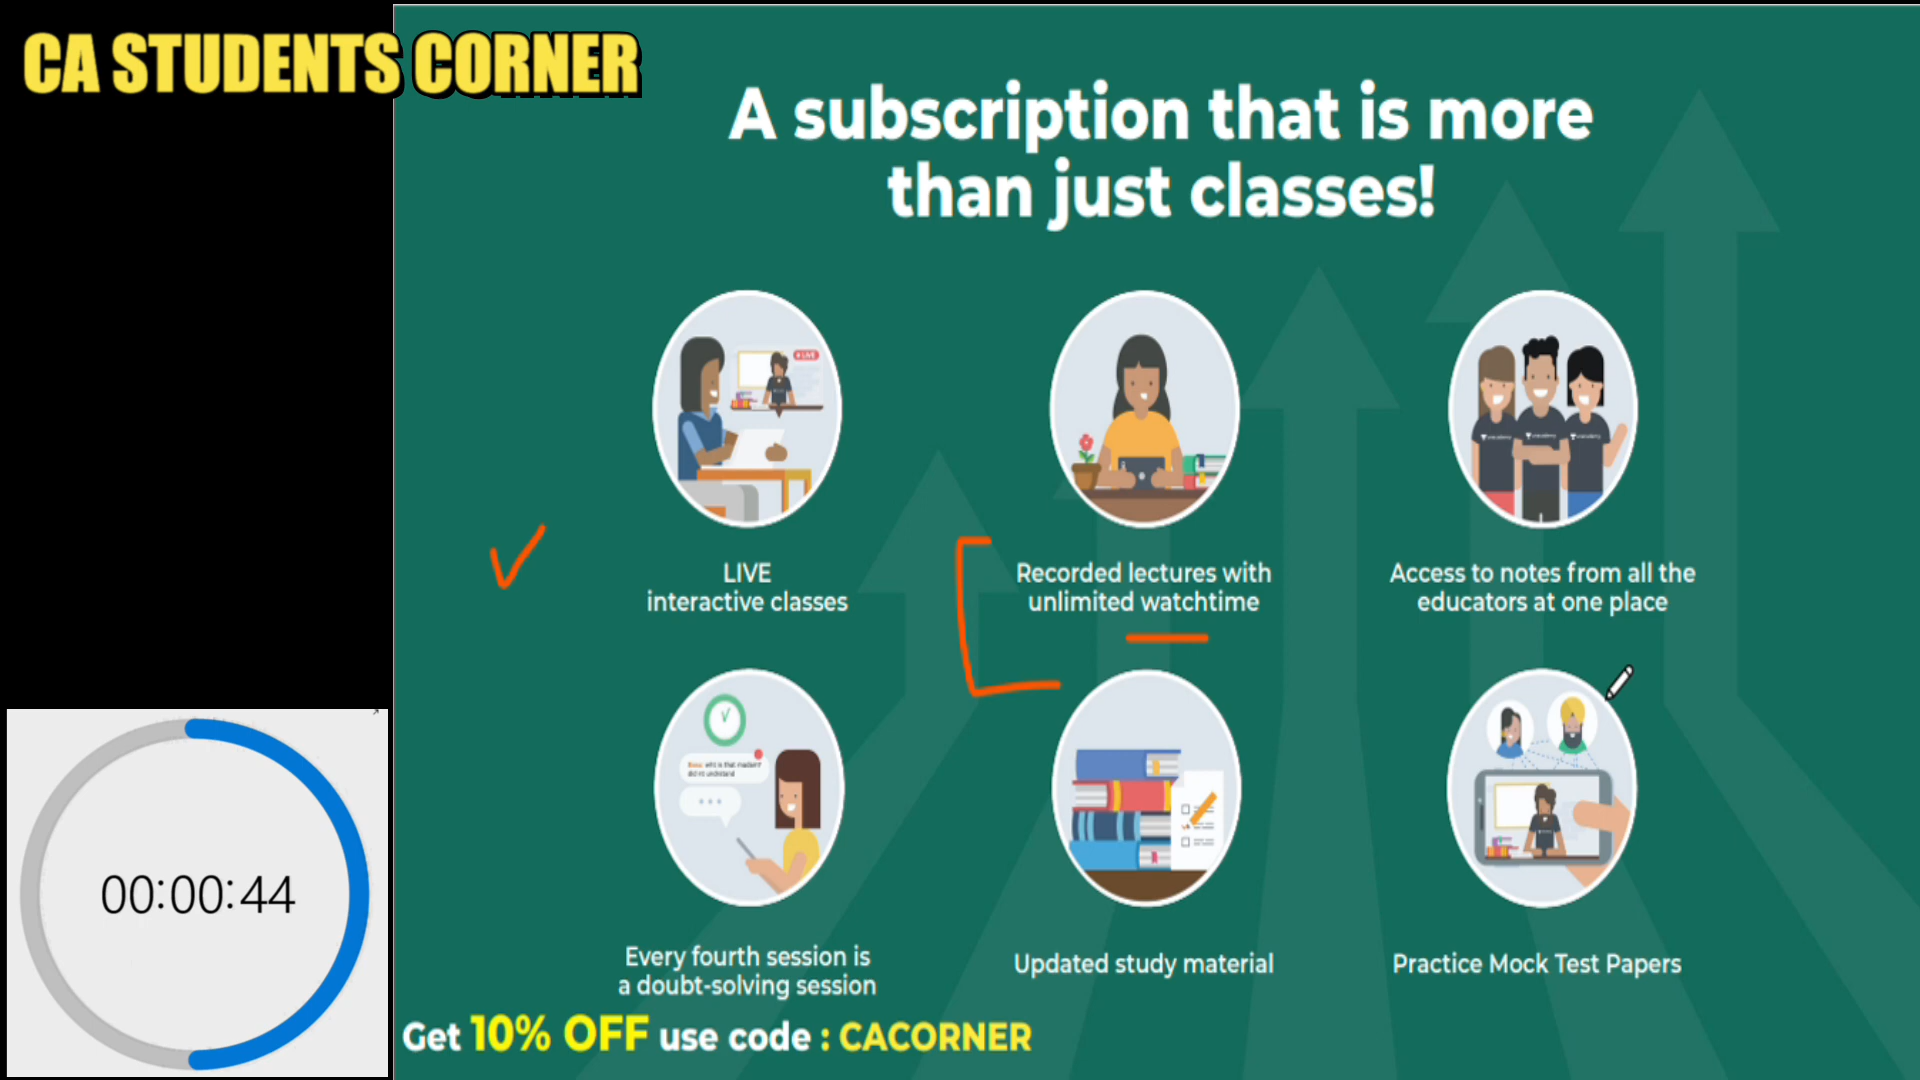 CA STUDENTS CORNER
A subscription that is more
than just classes!
LIVE
LIVE
interactive classes
Recorded lectures with
unlimited watchtime
Access to notes from all the
educators at one place
00:00:44
Every fourth session is
a doubt-solving session
Updated study material
Practice Mock Test Papers
Get 10% OFF use code : CACORNER